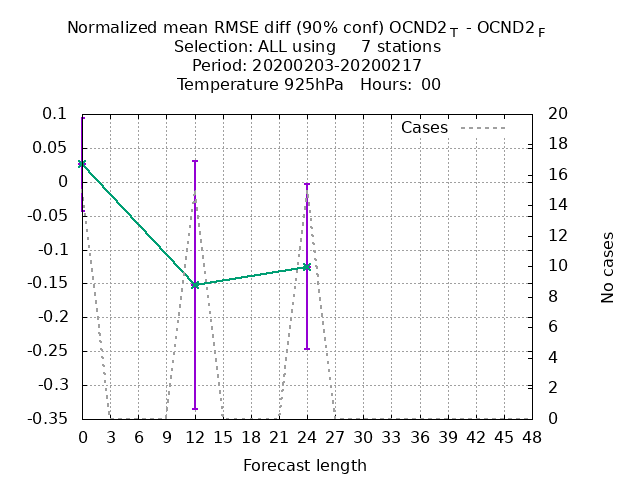 Normalized mean RMSE diff (90% conf) OCND2 T - OCND2 F
Selection: ALL using 7 stations
Period: 20200203-20200217
Temperature 925hPa Hours: 00
Cases
0.1
0.05
0
-0.05
-0.1
-0.15
-0.2
-0.25
-0.3
-0.35
20
18
16
14
12
10
8
6
4
2
0
No cases
0 3 6 9 12 15 18 21 24 27 30 33 36 39 42 45 48
Forecast length